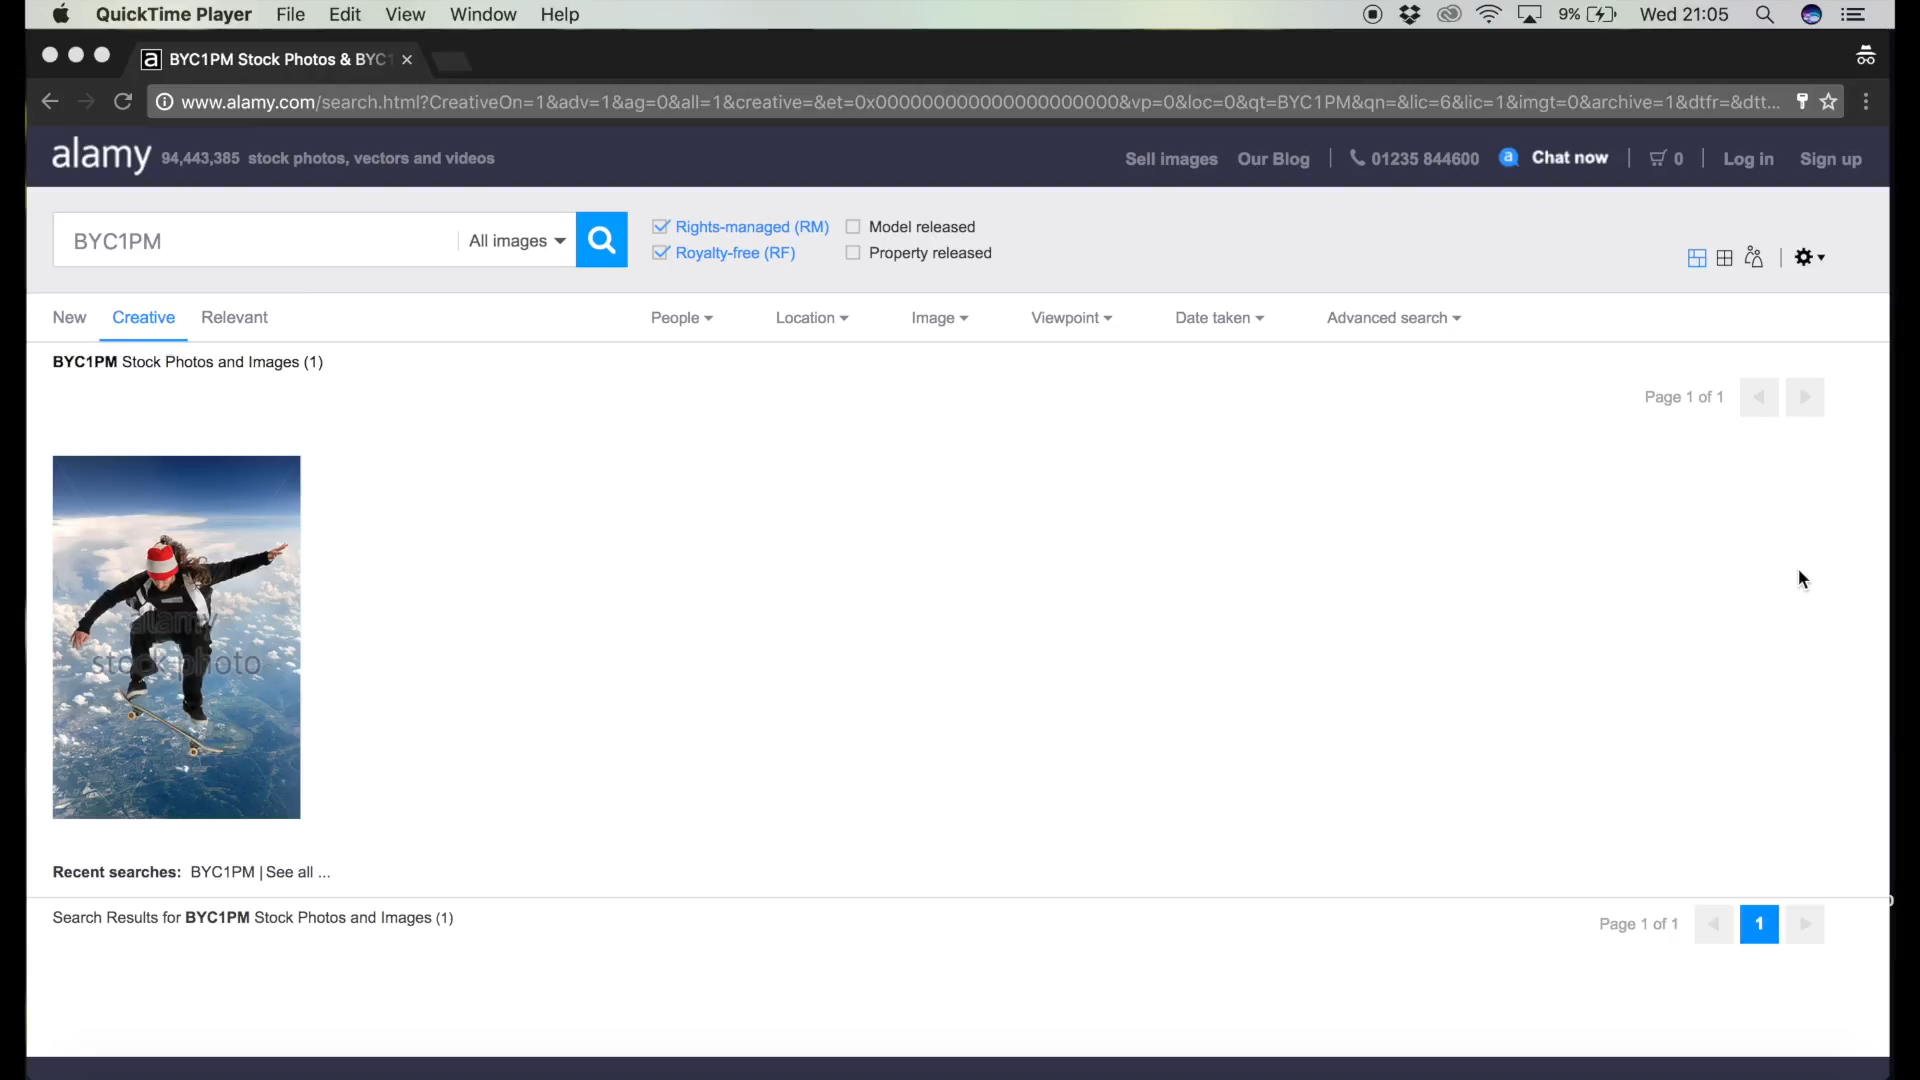 QuickTime Player File Edit View Window Help 9% Wed 21:05
BYC1PM Stock Photos & BYC1
www.alamy.com/search.html?CreativeOn=1&adv=1&ag=0&all=1&creative=&et=0x000000000000000000000&vp=0&loc=0&qt=BYC1PM&qn=&lic=6&lic=1&imgt=0&archive=1&dtfr=&dtt...
alamy 94,443,385 stock photos, vectors and videos Sell images Our Blog 01235 844600 a Chat now 0 Log in Sign up
BYC1PM All images Rights-managed (RM) Model released
Royalty-free (RF) Property released
New Creative Relevant People Location Image Viewpoint Date taken Advanced search
BYC1PM Stock Photos and Images (1)
Page 1 of 1
alamy
stock photo
Recent searches: BYC1PM | See all ...
Search Results for BYC1PM Stock Photos and Images (1)
Page 1 of 1 1